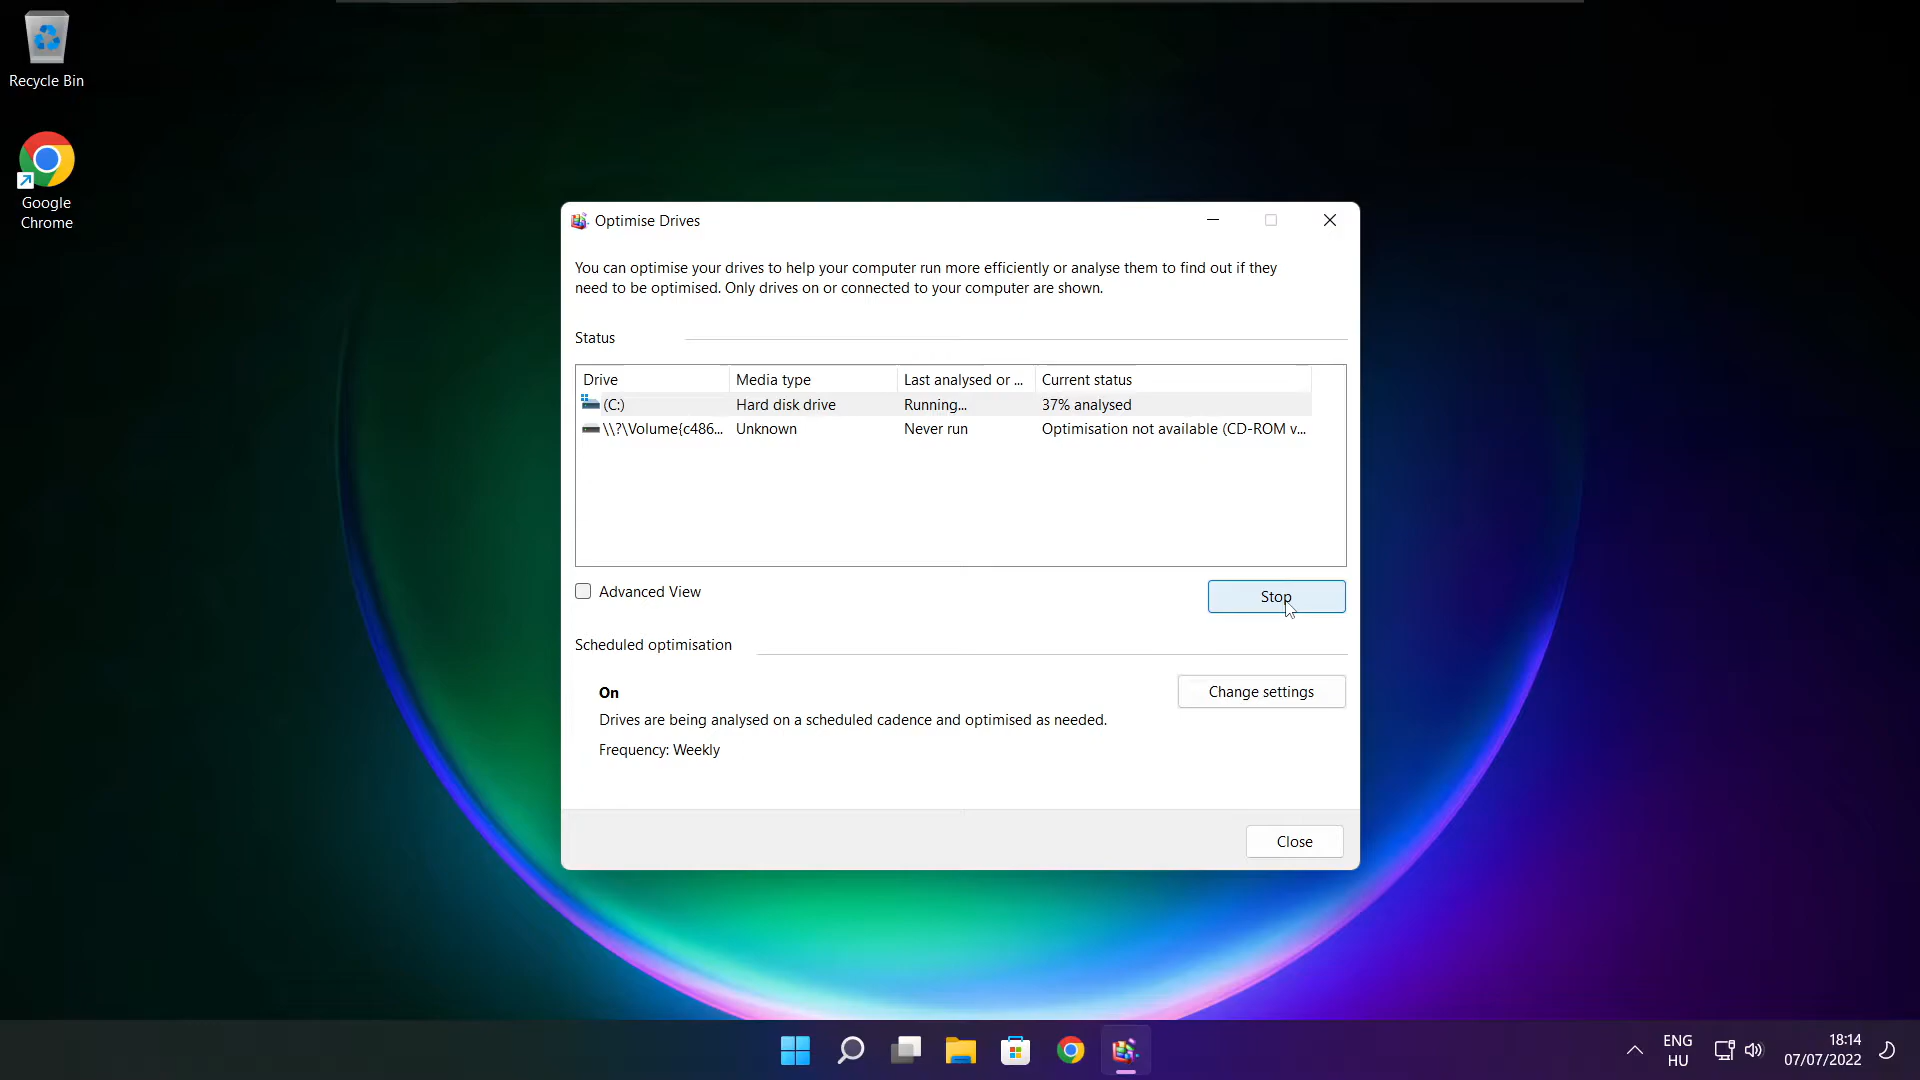 Recycle Bin
Google
Chrome
Optimise Drives
You can optimise your drives to help your computer run more efficiently or analyse them to find out if they
need to be optimised. Only drives on or connected to your computer are shown.
Status
Drive Media type Last analysed or ... Current status
(C:) Hard disk drive Running... 37% analysed
\\?\Volume{c486... Unknown Never run Optimisation not available (CD-ROM v...
Advanced View
Stop
Scheduled optimisation
On
Change settings
Drives are being analysed on a scheduled cadence and optimised as needed.
Frequency: Weekly
Close
ENG
HU
18:14
07/07/2022